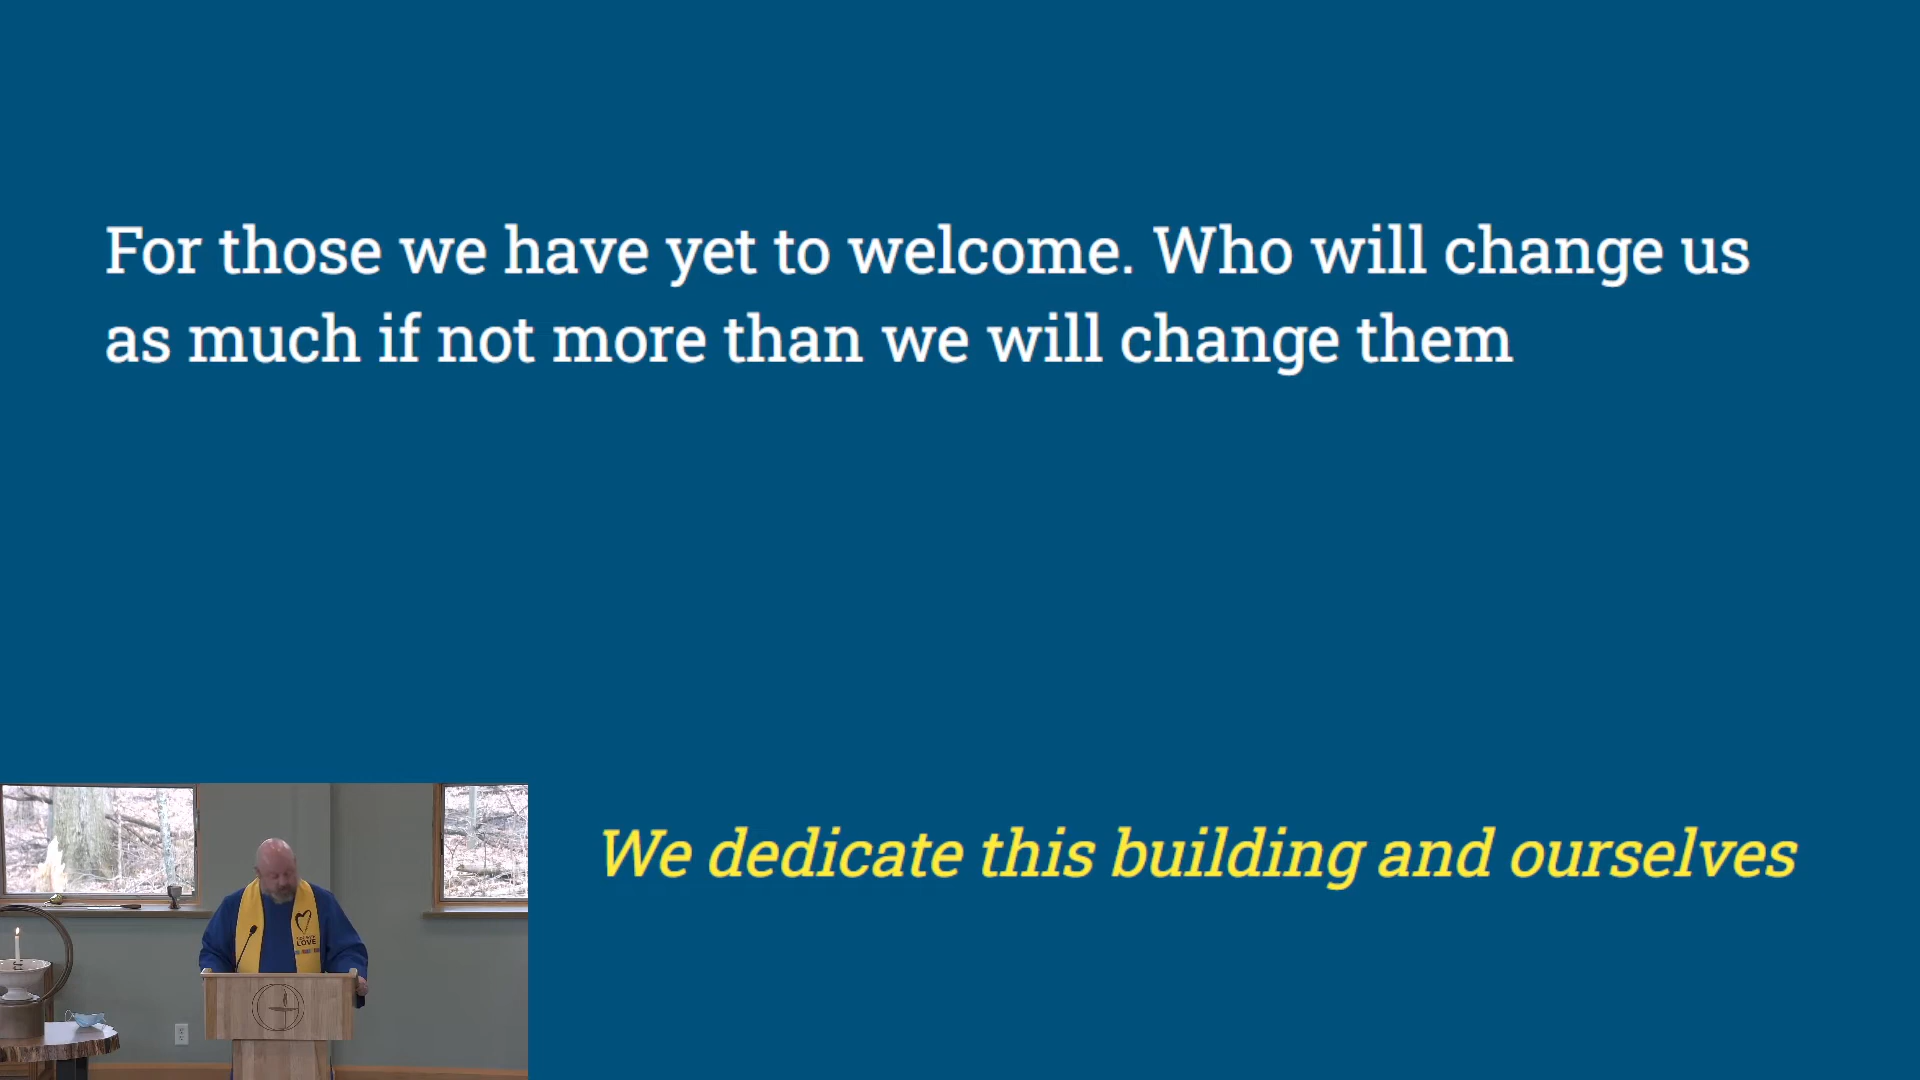 For those we have yet to welcome. Who will change us
as much if not more than we will change them
We dedicate this building and ourselves
LOVE